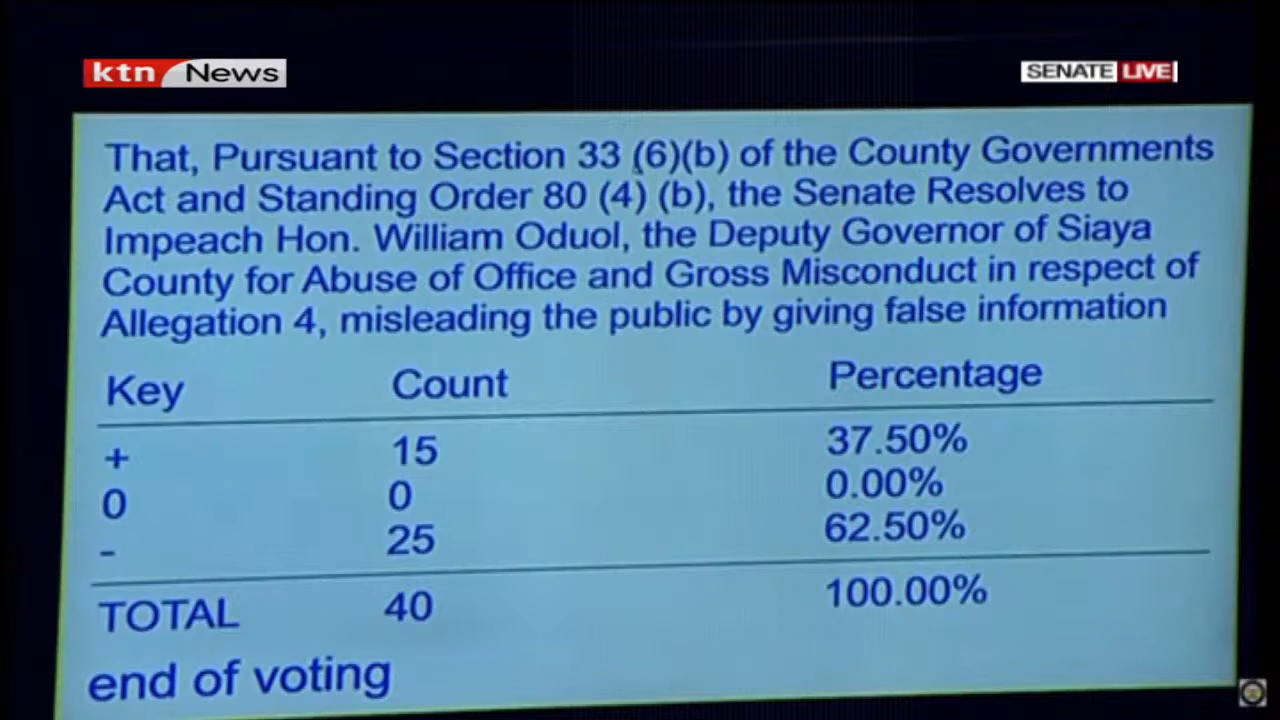 ktn News
SENATE LIVE
That, Pursuant to Section 33 (6)(b) of the County Governments
Act and Standing Order 80 (4) (b), the Senate Resolves to
Impeach Hon. William Oduol, the Deputy Governor of Siaya
County for Abuse of Office and Gross Misconduct in respect of
Allegation 4, misleading the public by giving false information
Key Count Percentage
+ 15 37.50%
0 0 0.00%
- 25 62.50%
TOTAL 40 100.00%
end of voting